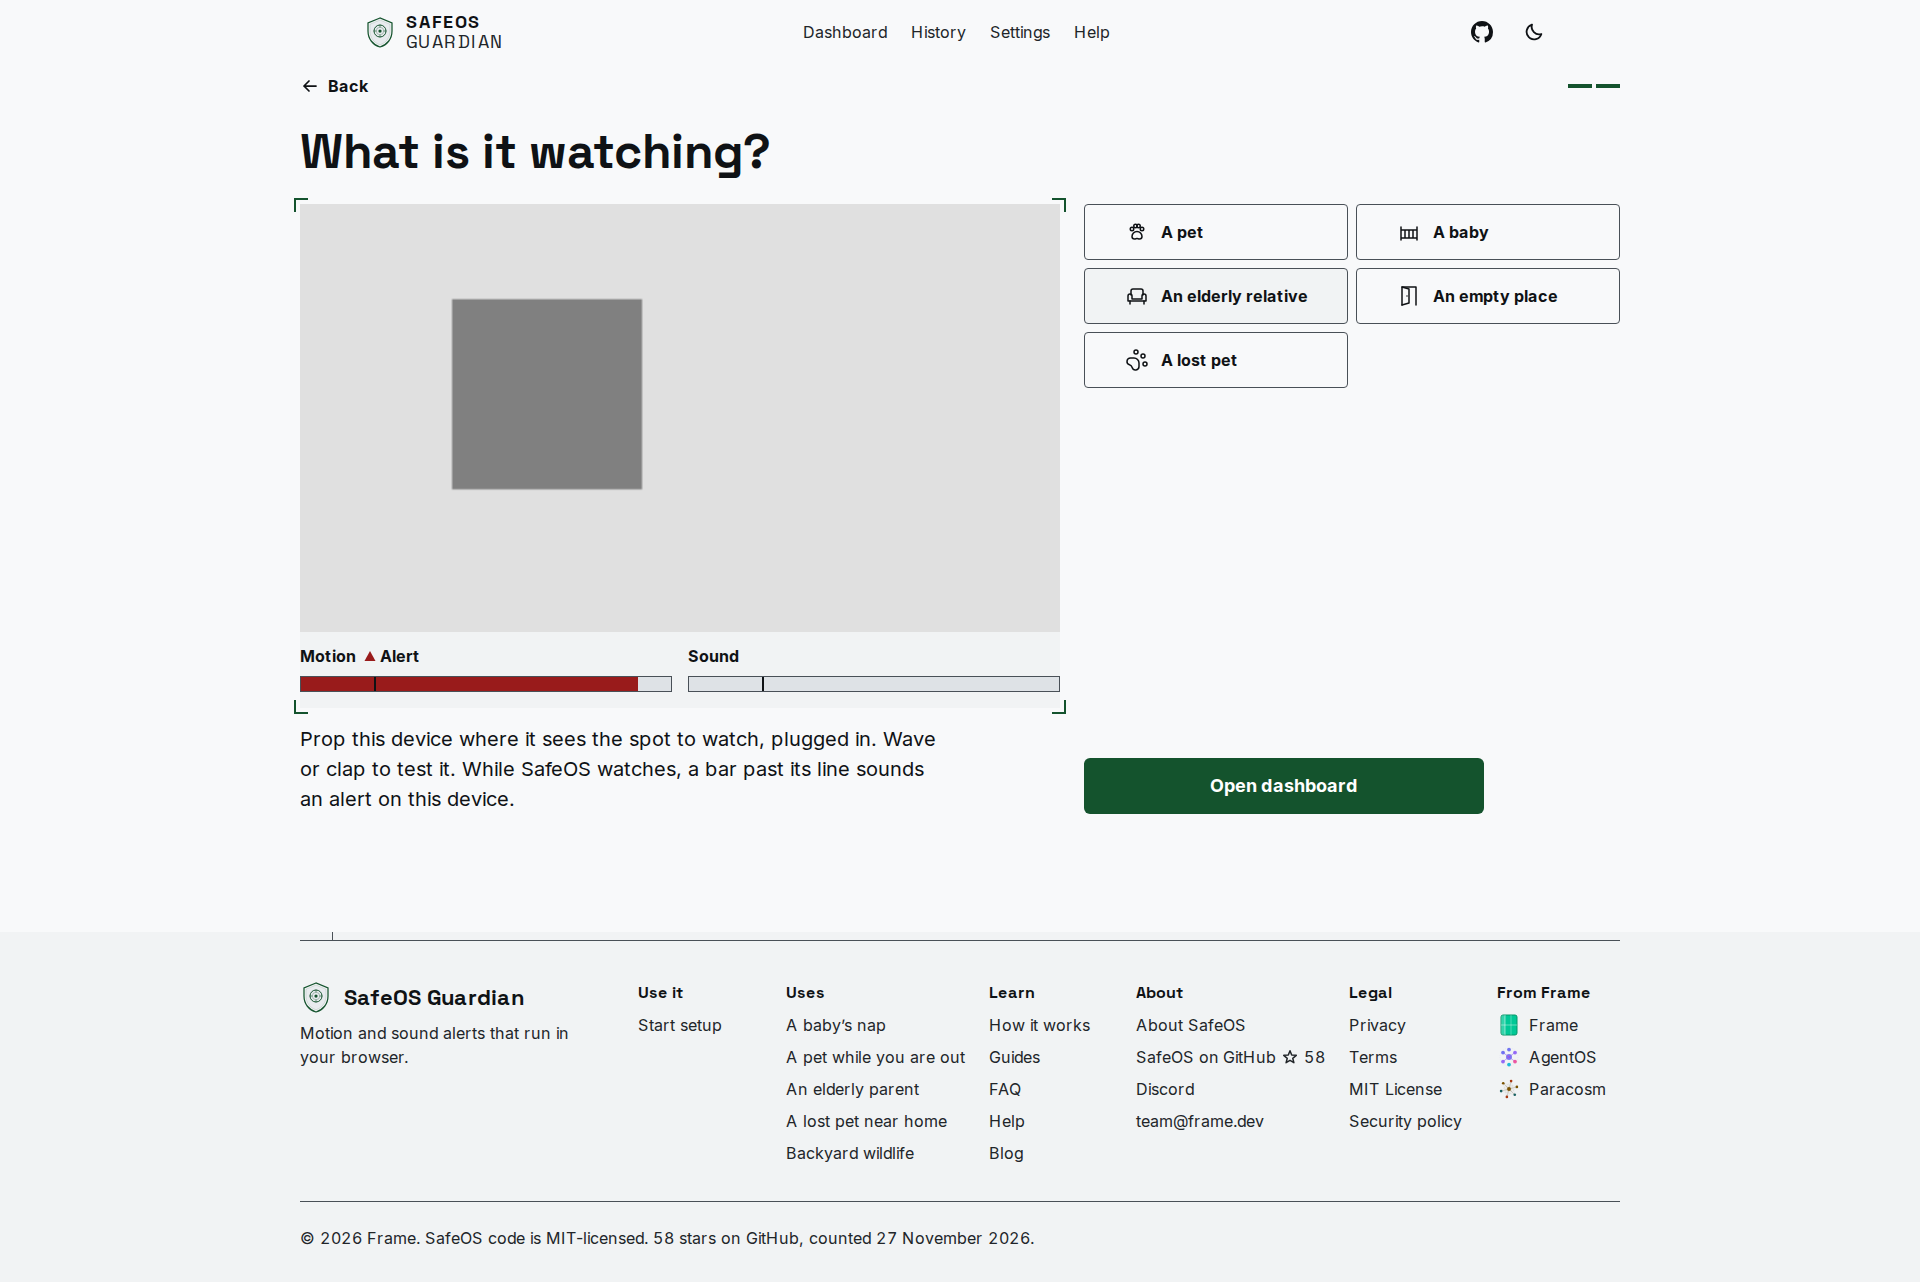 SAFEOS
GUARDIAN
Dashboard
History
Settings
Help
Back
What is it watching?
A pet
A baby
An elderly relative
An empty place
A lost pet
Motion
Alert
Sound
Prop this device where it sees the spot to watch, plugged in. Wave
or clap to test it. While SafeOS watches, a bar past its line sounds
an alert on this device.
Open dashboard
SafeOS Guardian
Motion and sound alerts that run in
your browser.
Use it
Start setup
Uses
A baby’s nap
A pet while you are out
An elderly parent
A lost pet near home
Backyard wildlife
Learn
How it works
Guides
FAQ
Help
Blog
About
About SafeOS
SafeOS on GitHub ☆ 58
Discord
team@frame.dev
Legal
Privacy
Terms
MIT License
Security policy
From Frame
Frame
AgentOS
Paracosm
© 2026 Frame. SafeOS code is MIT-licensed. 58 stars on GitHub, counted 27 November 2026.